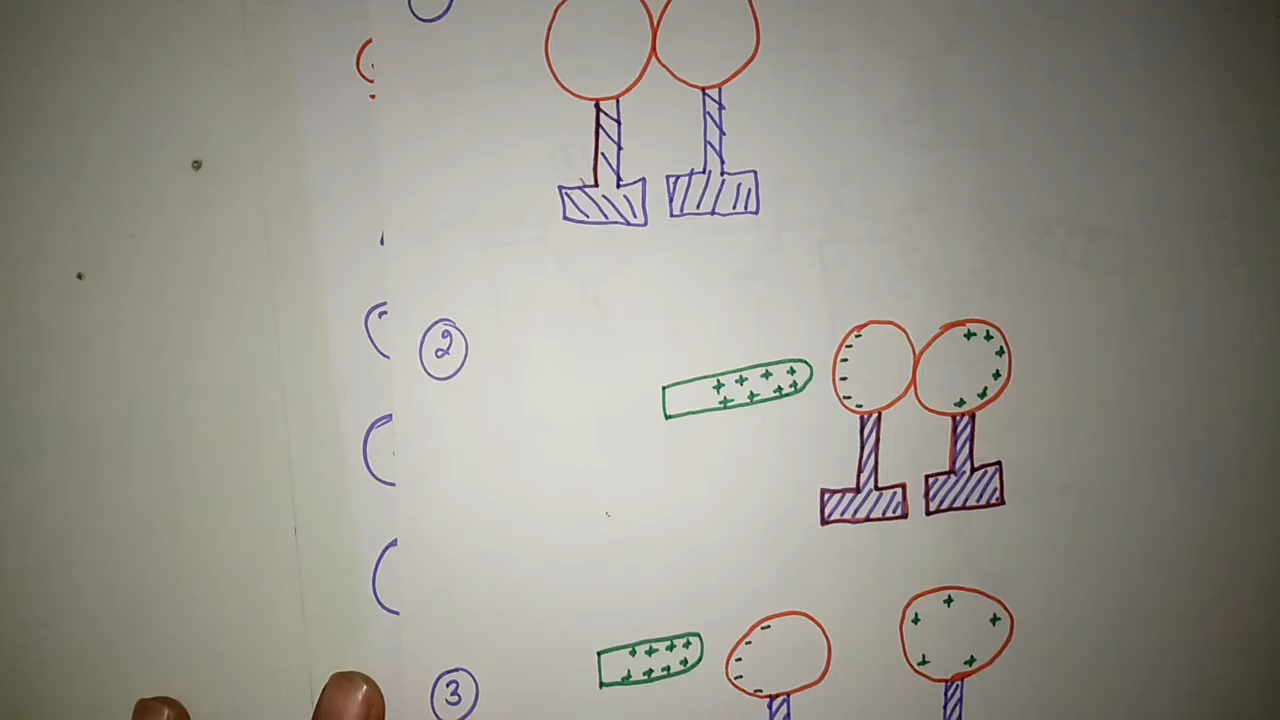 2
+ + + +
+ + + +
- - - - - -
+ + + + + +
3
+ + + +
+ + + +
- - - - -
+ + + + +